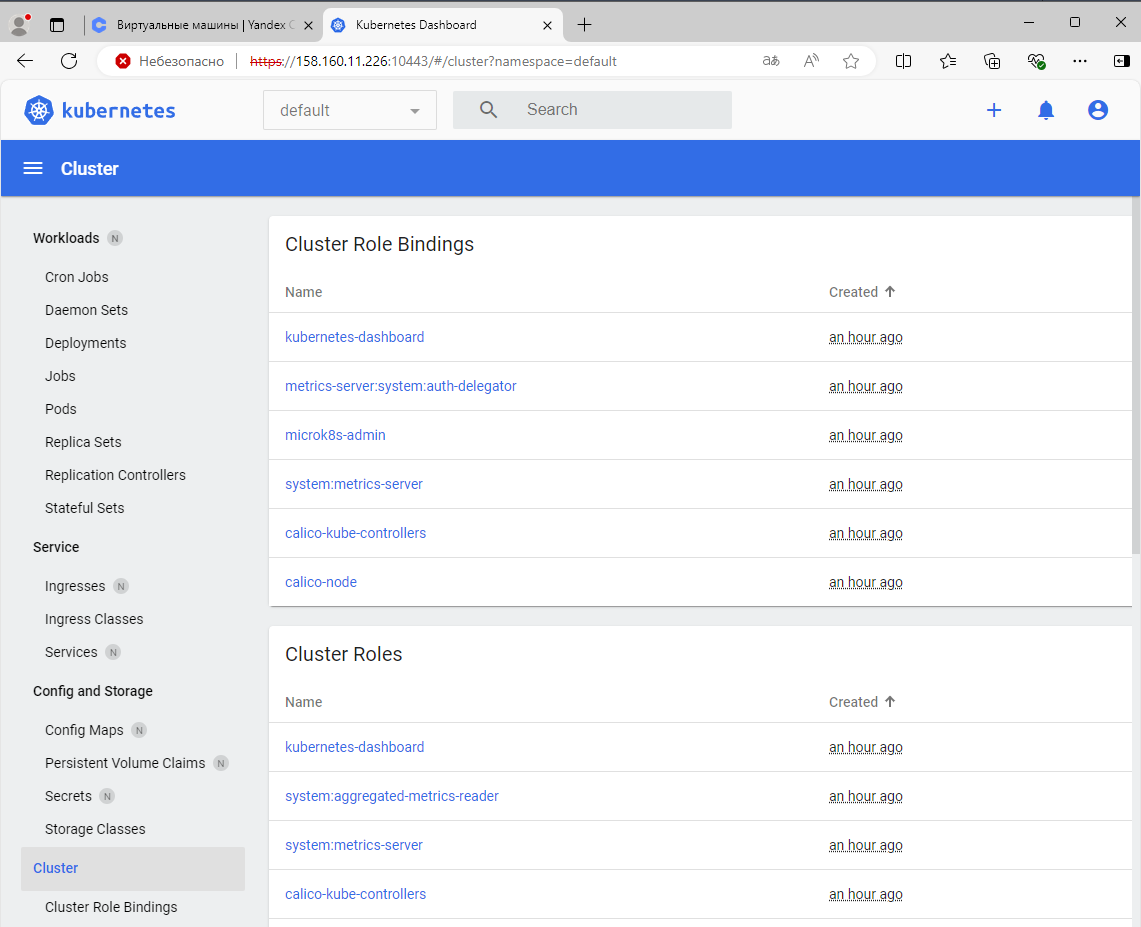 Виртуальные машины | Yandex C
Kubernetes Dashboard
Небезопасно
https://158.160.11.226:10443/#/cluster?namespace=default
aあ
A
kubernetes
default
Search
Cluster
Workloads N
Cron Jobs
Daemon Sets
Deployments
Jobs
Pods
Replica Sets
Replication Controllers
Stateful Sets
Service
Ingresses N
Ingress Classes
Services N
Config and Storage
Config Maps N
Persistent Volume Claims N
Secrets N
Storage Classes
Cluster
Cluster Role Bindings
Cluster Role Bindings
Name Created
kubernetes-dashboard an hour ago
metrics-server:system:auth-delegator an hour ago
microk8s-admin an hour ago
system:metrics-server an hour ago
calico-kube-controllers an hour ago
calico-node an hour ago
Cluster Roles
Name Created
kubernetes-dashboard an hour ago
system:aggregated-metrics-reader an hour ago
system:metrics-server an hour ago
calico-kube-controllers an hour ago